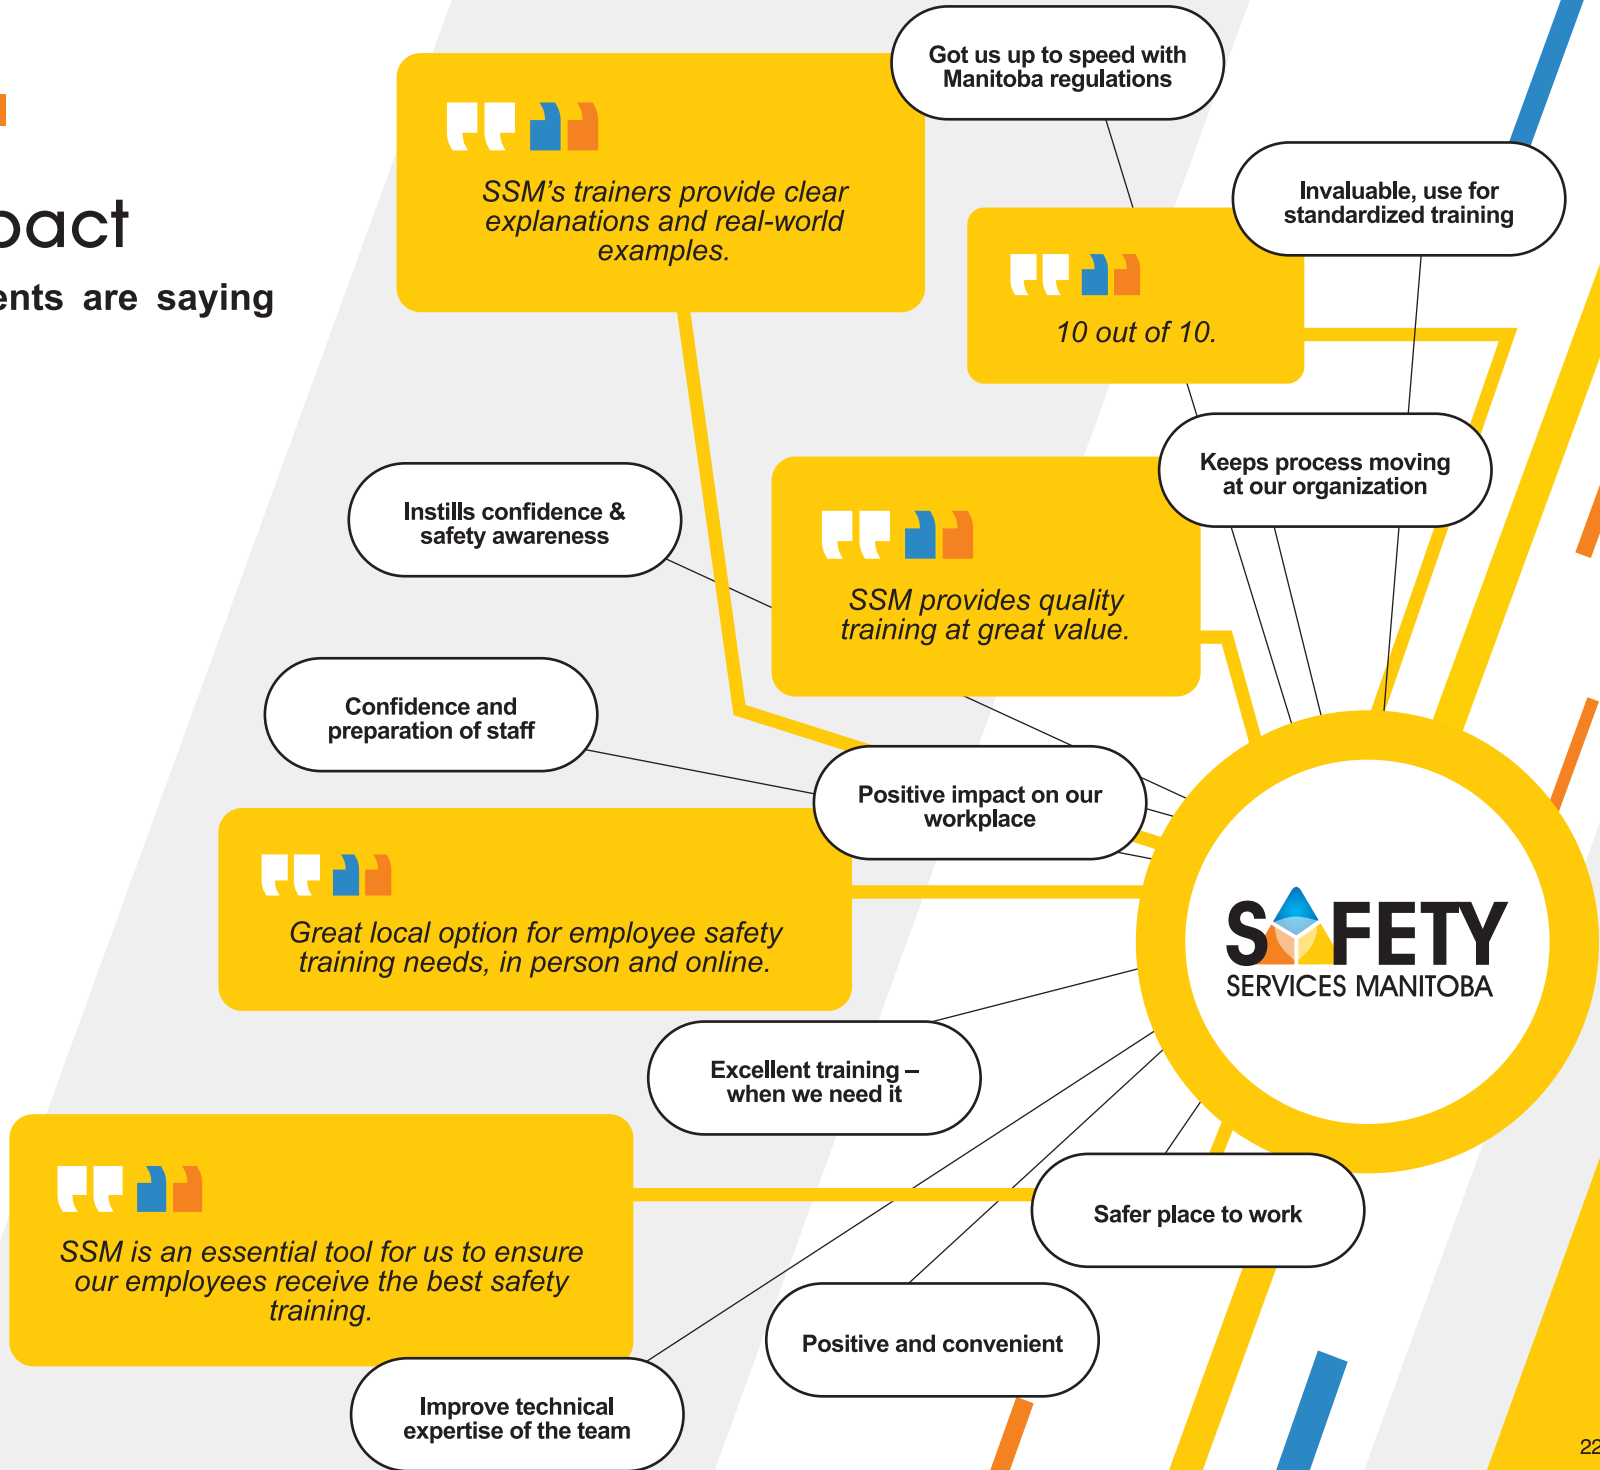 ents are saying
Got us up to speed with
Manitoba regulations
SSM's trainers provide clear
explanations and real-world
examples.
Invaluable, use for
standardized training
10 out of 10.
Keeps process moving
at our organization
Instills confidence &
safety awareness
SSM provides quality
training at great value.
Confidence and
preparation of staff
Positive impact on our
workplace
Great local option for employee safety
training needs, in person and online.
SAFETY
SERVICES MANITOBA
Excellent training –
when we need it
SSM is an essential tool for us to ensure
our employees receive the best safety
training.
Safer place to work
Positive and convenient
Improve technical
expertise of the team
22